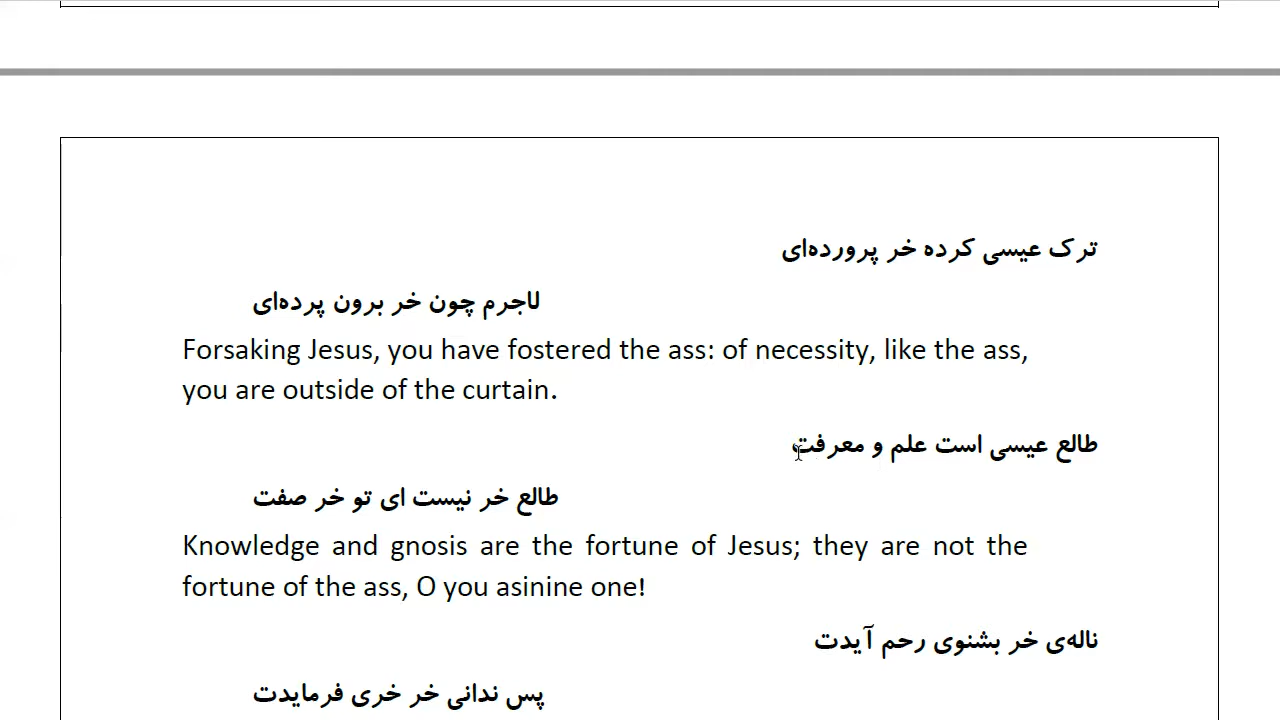 ترک عیسی کرده خر پرورده‌ای
لاجرم چون خر برون پرده‌ای
Forsaking Jesus, you have fostered the ass: of necessity, like the ass,
you are outside of the curtain.
طالع عیسی است علم و معرفت
طالع خر نیست ای تو خر صفت
Knowledge and gnosis are the fortune of Jesus; they are not the
fortune of the ass, O you asinine one!
ناله‌ی خر بشنوی رحم آیدت
پس ندانی خر خری فرمایدت